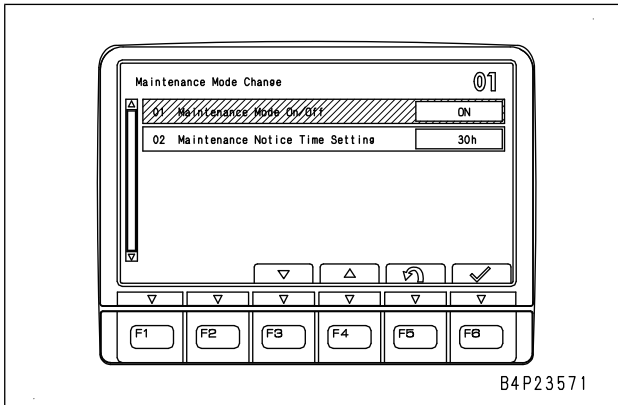 Maintenance Mode Change 01
01 Maintenance Mode On/Off ON
02 Maintenance Notice Time Setting 30h
F1 F2 F3 F4 F5 F6
B4P23571